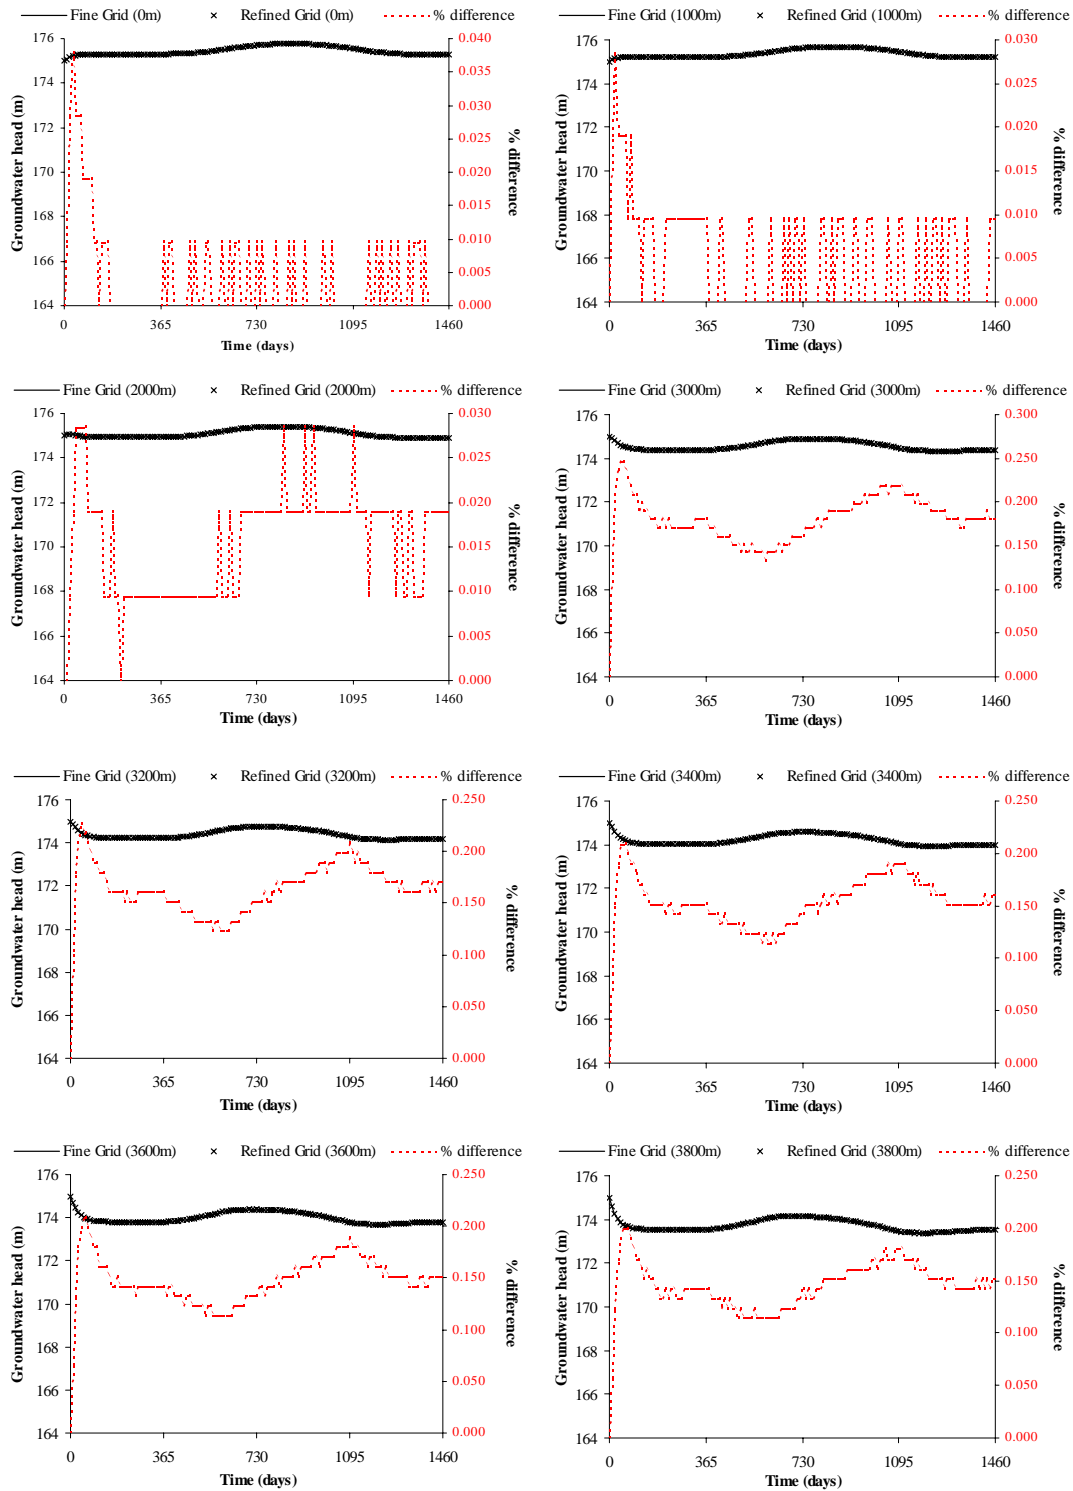 Fine Grid (0m) Refined Grid (0m) % difference
176
174
172
170
168
166
164
0.040
0.035
0.030
0.025
0.020
0.015
0.010
0.005
0.000
0 365 730 1095 1460
Time (days)
Groundwater head (m)
% difference
Fine Grid (1000m) Refined Grid (1000m) % difference
176
174
172
170
168
166
164
0.030
0.025
0.020
0.015
0.010
0.005
0.000
0 365 730 1095 1460
Time (days)
Groundwater head (m)
% difference
Fine Grid (2000m) Refined Grid (2000m) % difference
176
174
172
170
168
166
164
0.030
0.025
0.020
0.015
0.010
0.005
0.000
0 365 730 1095 1460
Time (days)
Groundwater head (m)
% difference
Fine Grid (3000m) Refined Grid (3000m) % difference
176
174
172
170
168
166
164
0.300
0.250
0.200
0.150
0.100
0.050
0.000
0 365 730 1095 1460
Time (days)
Groundwater head (m)
% difference
Fine Grid (3200m) Refined Grid (3200m) % difference
176
174
172
170
168
166
164
0.250
0.200
0.150
0.100
0.050
0.000
0 365 730 1095 1460
Time (days)
Groundwater head (m)
% difference
Fine Grid (3400m) Refined Grid (3400m) % difference
176
174
172
170
168
166
164
0.250
0.200
0.150
0.100
0.050
0.000
0 365 730 1095 1460
Time (days)
Groundwater head (m)
% difference
Fine Grid (3600m) Refined Grid (3600m) % difference
176
174
172
170
168
166
164
0.250
0.200
0.150
0.100
0.050
0.000
0 365 730 1095 1460
Time (days)
Groundwater head (m)
% difference
Fine Grid (3800m) Refined Grid (3800m) % difference
176
174
172
170
168
166
164
0.250
0.200
0.150
0.100
0.050
0.000
0 365 730 1095 1460
Time (days)
Groundwater head (m)
% difference